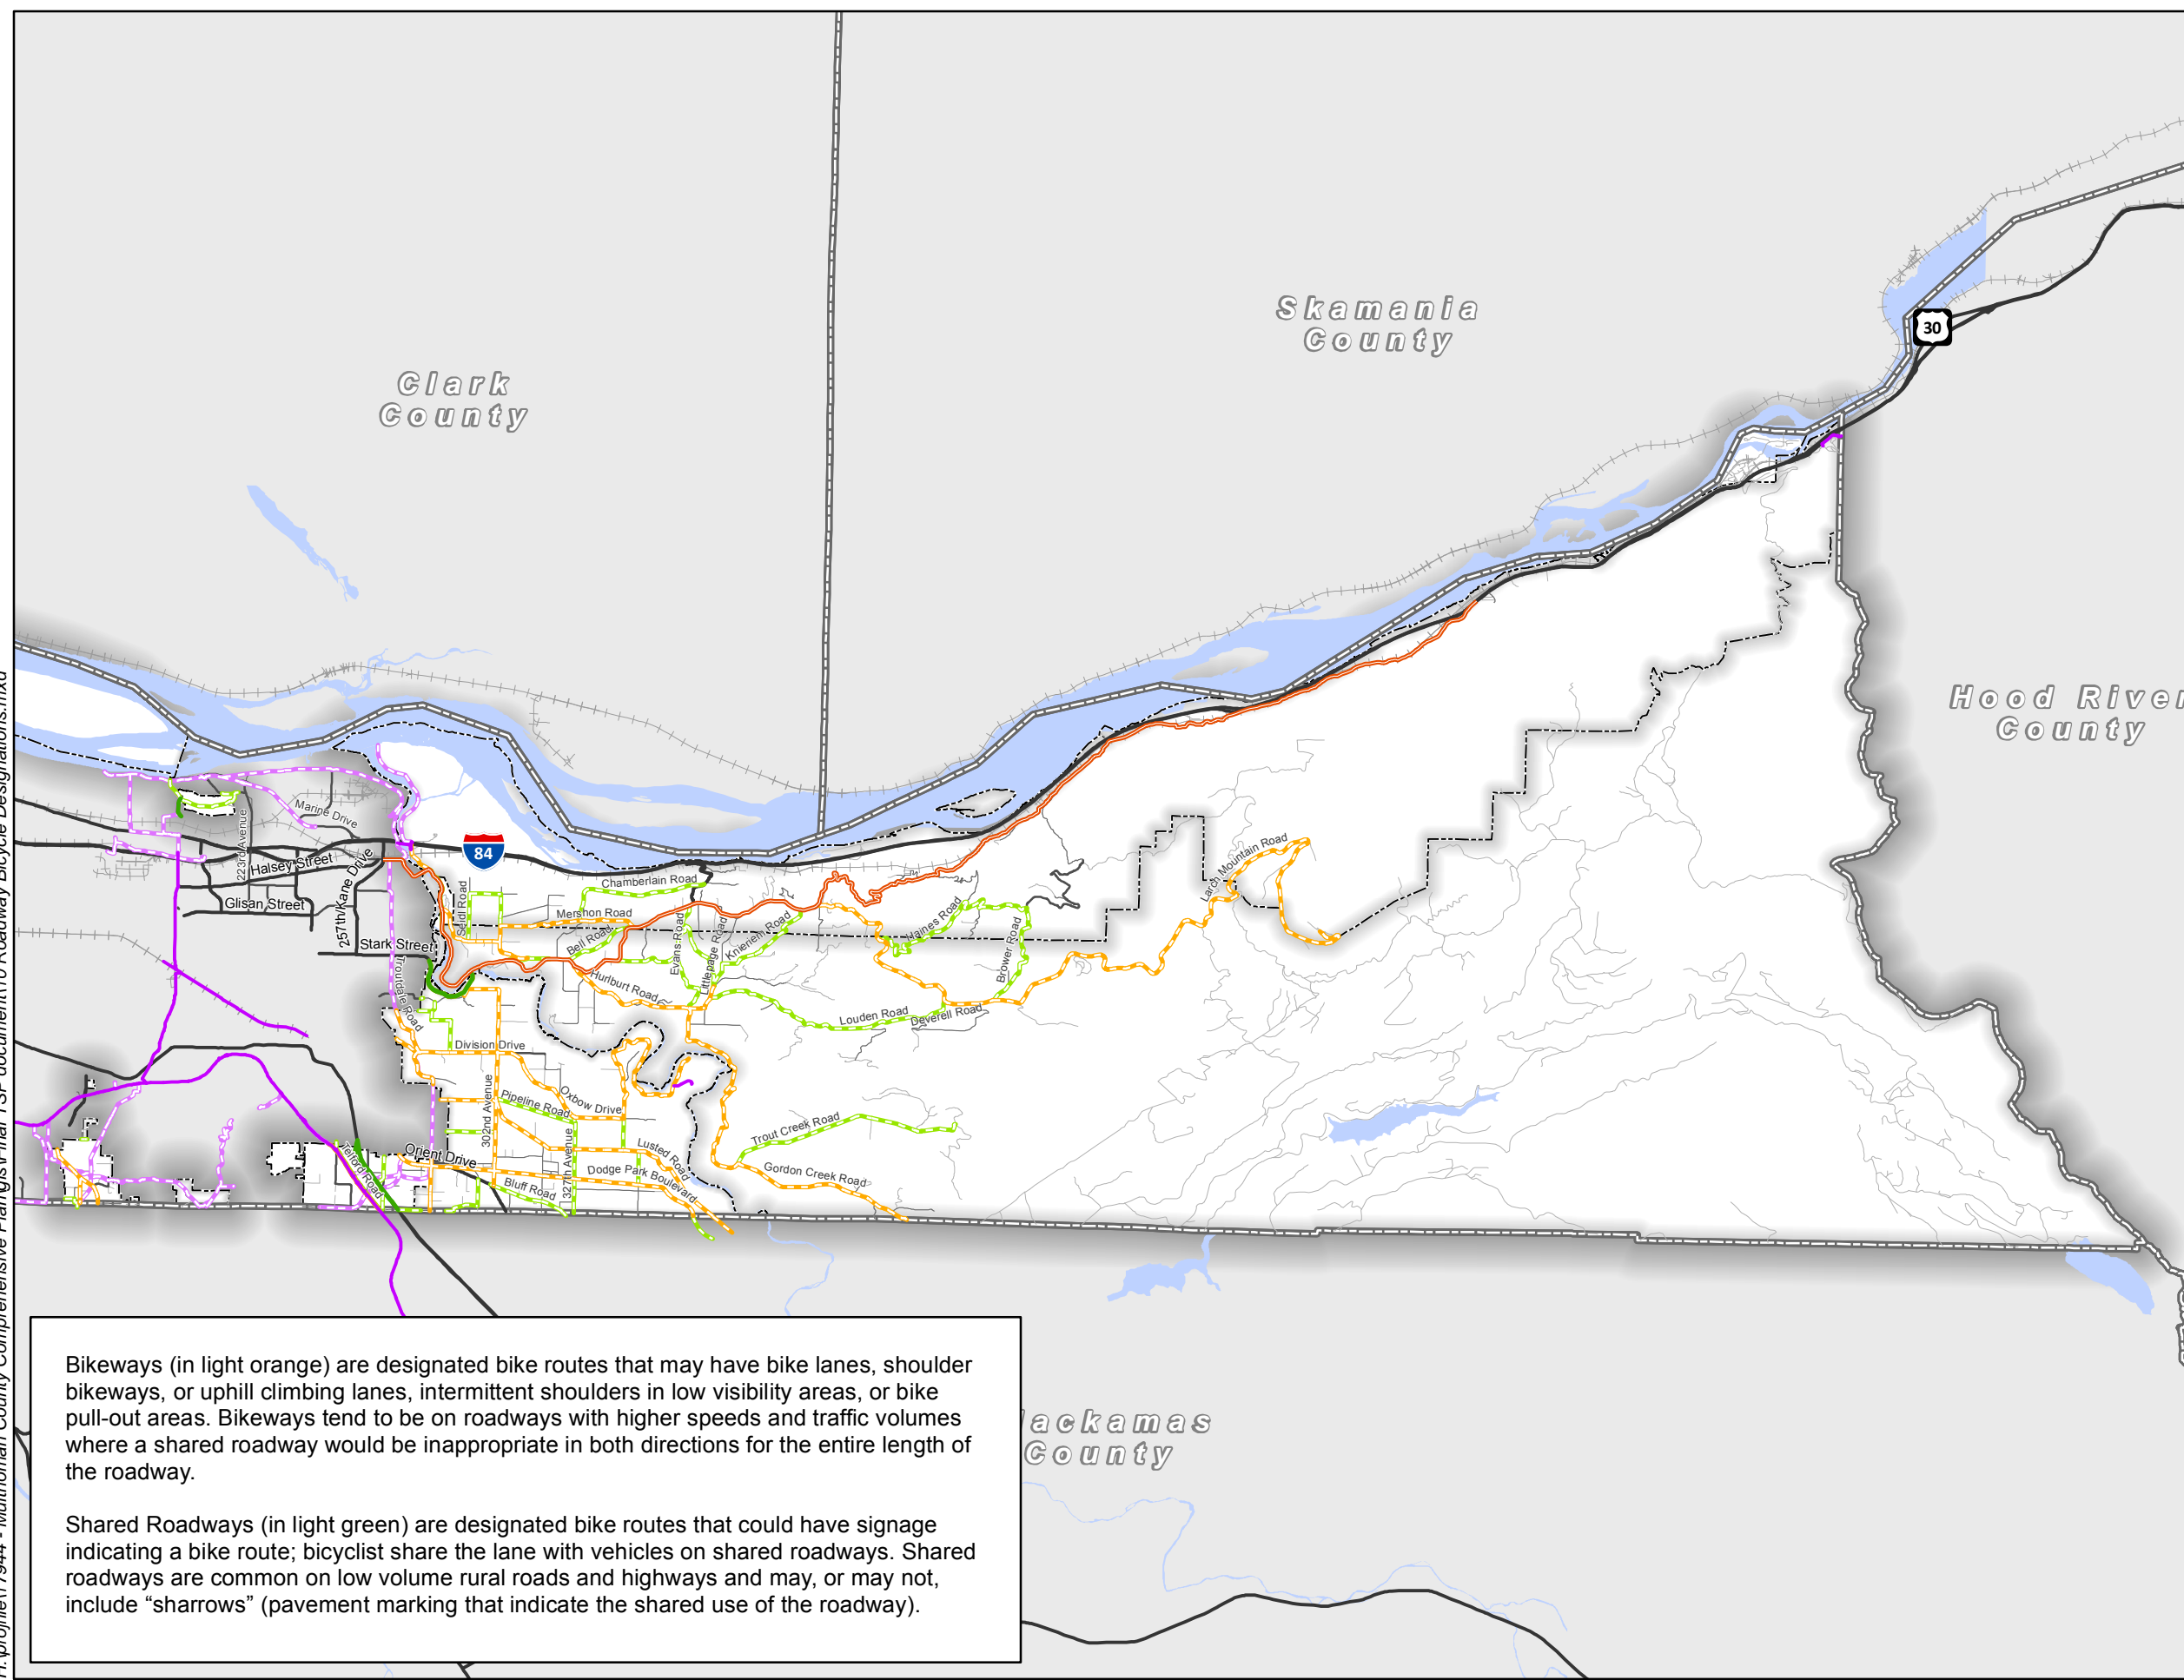 Skamania
County
30
Clark
County
Hood River
County
Marine Drive
223rd Avenue
Halsey Street
84
257th/Kane Drive
Glisan Street
Stark Street
Troutdale Road
Seidl Road
Chamberlain Road
Mershon Road
Bell Road
Evans Road
Littlepage Road
Knieriem Road
Hurlburt Road
Haines Road
Brower Road
Larch Mountain Road
Louden Road
Deverell Road
Division Drive
302nd Avenue
Pipeline Road
Oxbow Drive
327th Avenue
Lusted Road
Trout Creek Road
Gordon Creek Road
Dodge Park Boulevard
Orient Drive
Telford Road
Bluff Road
Bikeways (in light orange) are designated bike routes that may have bike lanes, shoulder
bikeways, or uphill climbing lanes, intermittent shoulders in low visibility areas, or bike
pull-out areas. Bikeways tend to be on roadways with higher speeds and traffic volumes
where a shared roadway would be inappropriate in both directions for the entire length of
the roadway.
Shared Roadways (in light green) are designated bike routes that could have signage
indicating a bike route; bicyclist share the lane with vehicles on shared roadways. Shared
roadways are common on low volume rural roads and highways and may, or may not,
include “sharrows” (pavement marking that indicate the shared use of the roadway).
lackamas
County